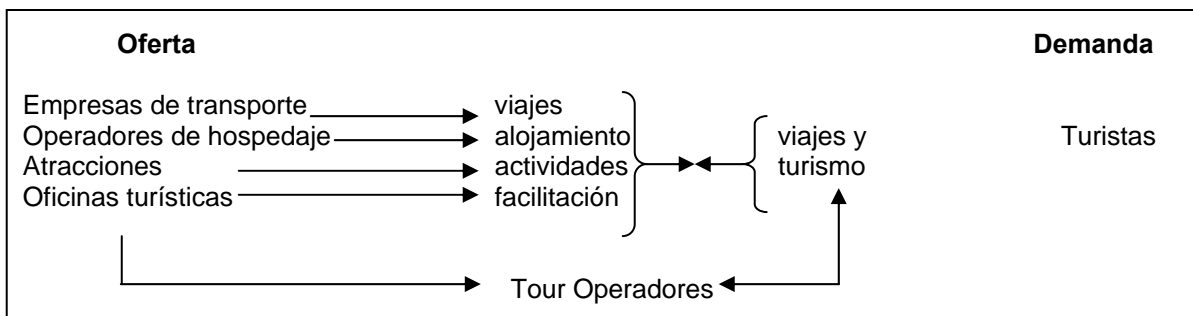 Oferta Demanda
Empresas de transporte viajes
Operadores de hospedaje alojamiento viajes y Turistas
Atracciones actividades turismo
Oficinas turísticas facilitación
Tour Operadores